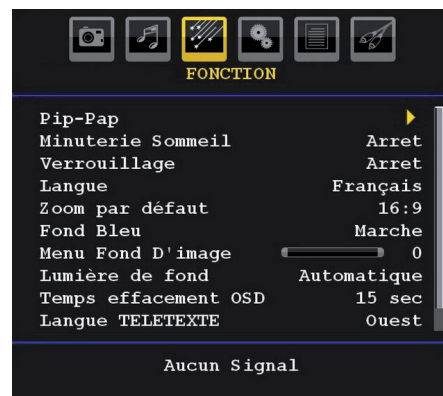 FONCTION
Pip-Pap
Minuterie Sommeil Arret
Verrouillage Arret
Langue Français
Zoom par défaut 16:9
Fond Bleu Marche
Menu Fond D'image 0
Lumière de fond Automatique
Temps effacement OSD 15 sec
Langue TELETEXTE Ouest
Aucun Signal